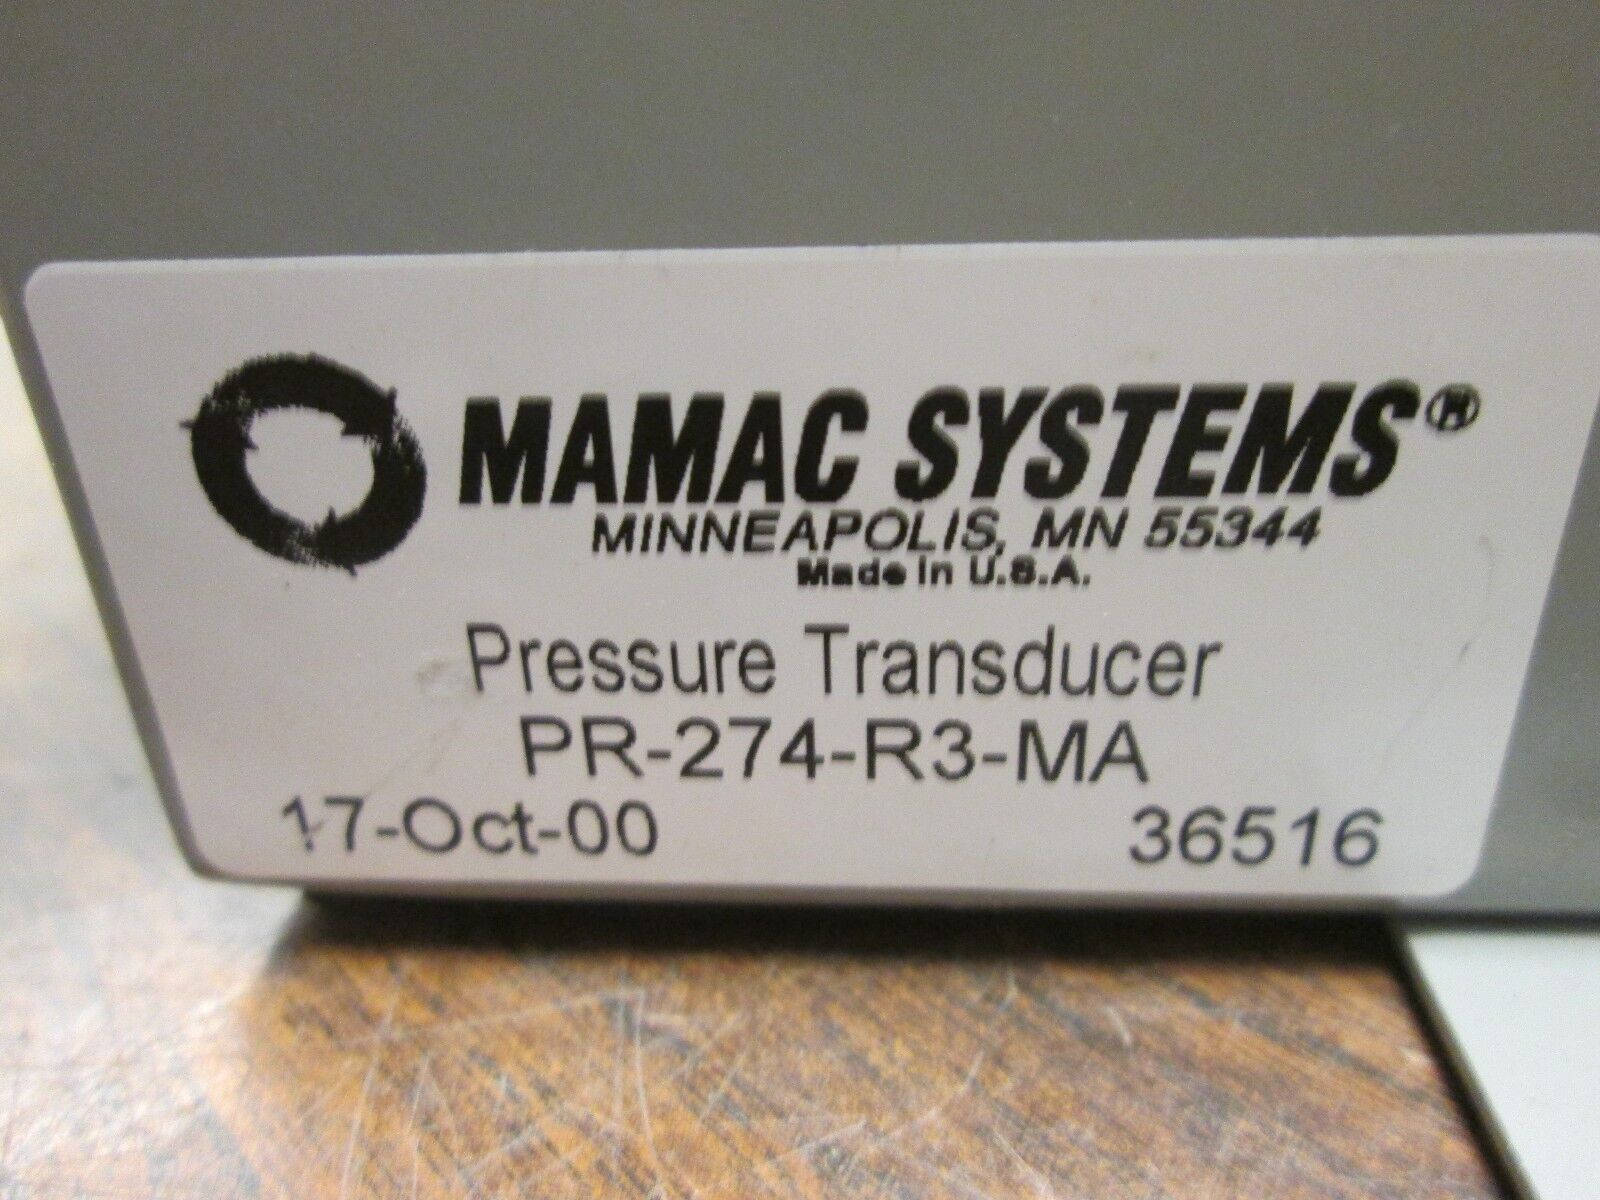 MAMAC SYSTEMS®
MINNEAPOLIS, MN 55344
Made in U.S.A.
Pressure Transducer
PR-274-R3-MA
17-Oct-00 36516